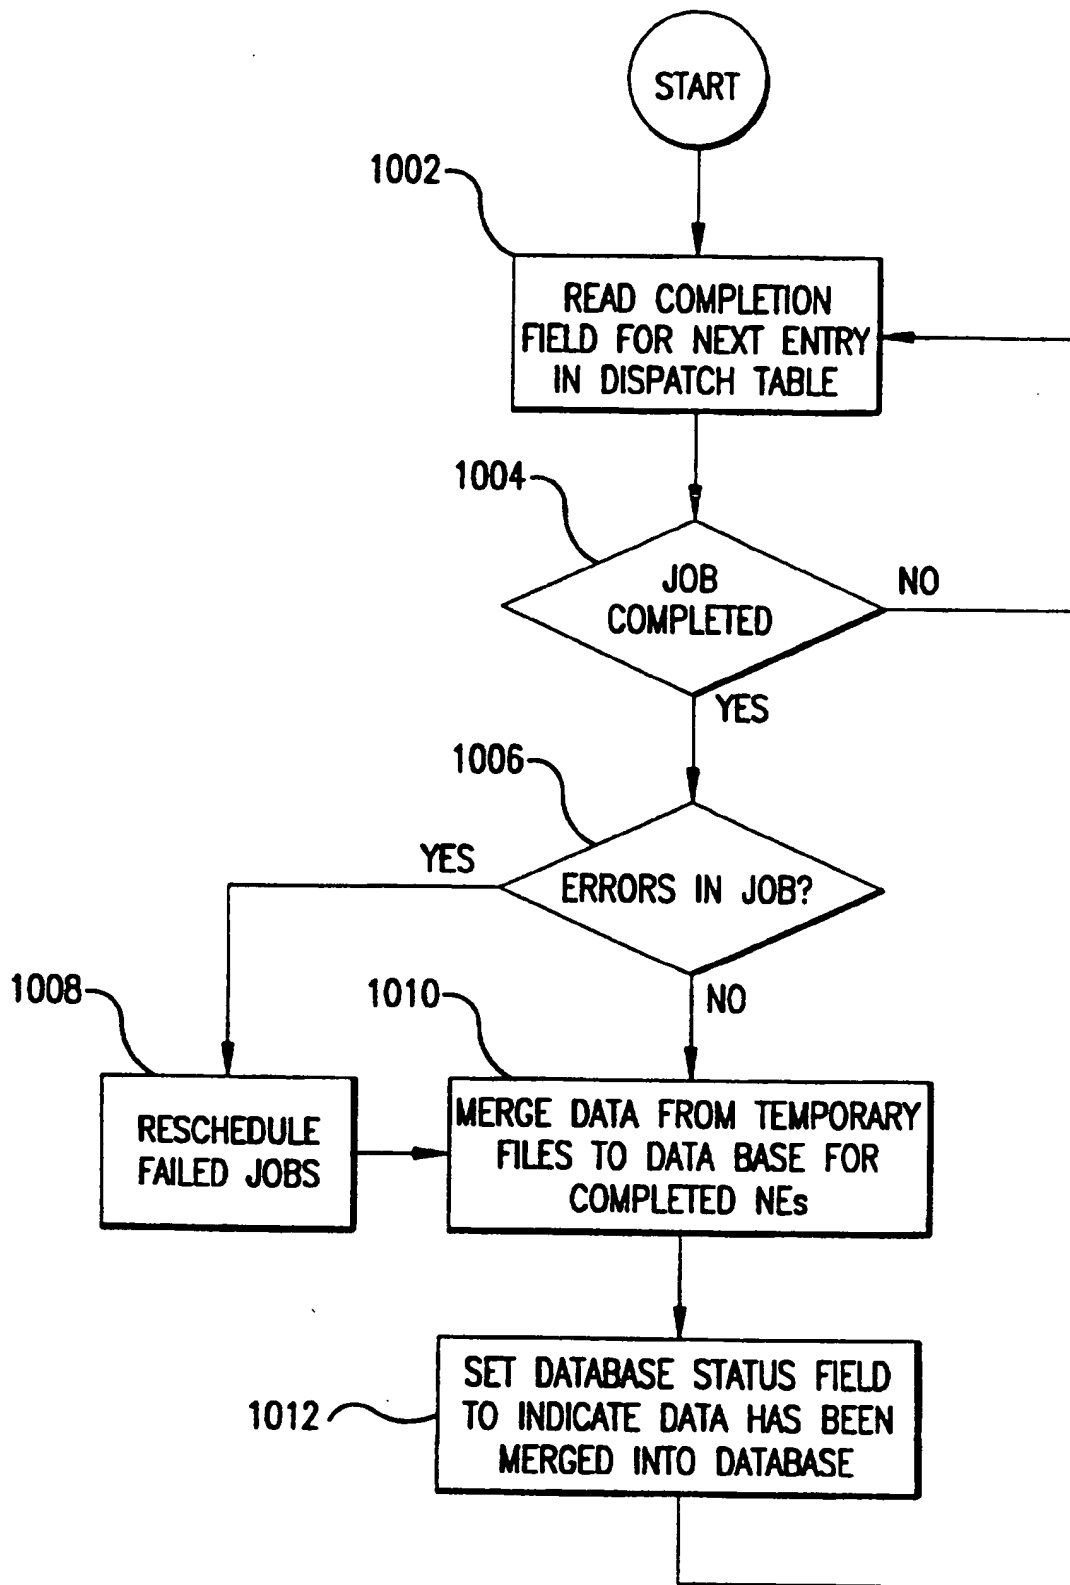 START
1002
READ COMPLETION
FIELD FOR NEXT ENTRY
IN DISPATCH TABLE
1004
JOB
COMPLETED
NO
YES
1006
YES
ERRORS IN JOB?
NO
1008
1010
RESCHEDULE
FAILED JOBS
MERGE DATA FROM TEMPORARY
FILES TO DATA BASE FOR
COMPLETED NEs
1012
SET DATABASE STATUS FIELD
TO INDICATE DATA HAS BEEN
MERGED INTO DATABASE